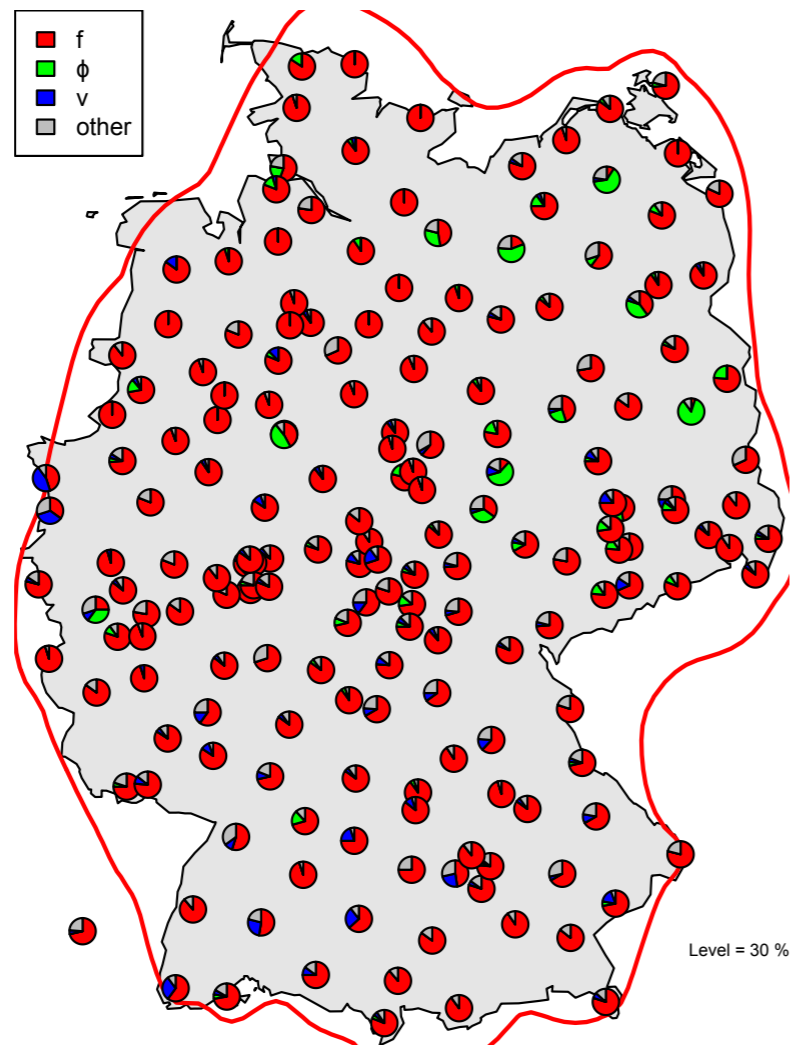 f
ϕ
v
other
Level = 30 %